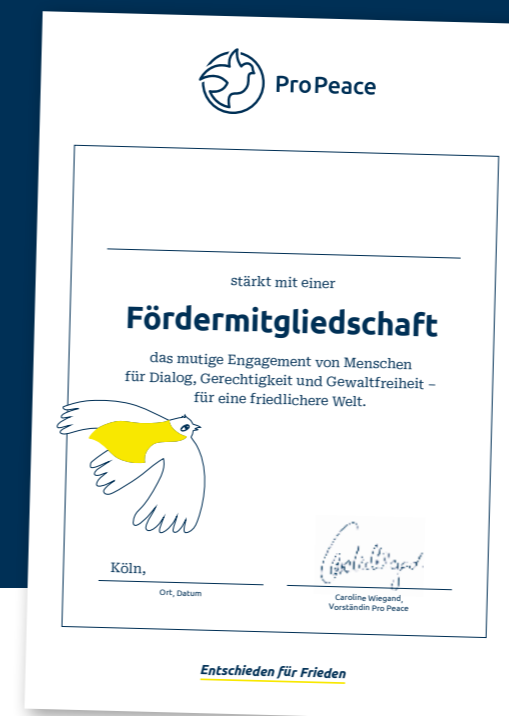 ProPeace
stärkt mit einer
Fördermitgliedschaft
das mutige Engagement von Menschen
für Dialog, Gerechtigkeit und Gewaltfreiheit –
für eine friedlichere Welt.
Köln,
Ort, Datum
Caroline Wiegand,
Vorständin Pro Peace
Entschieden für Frieden